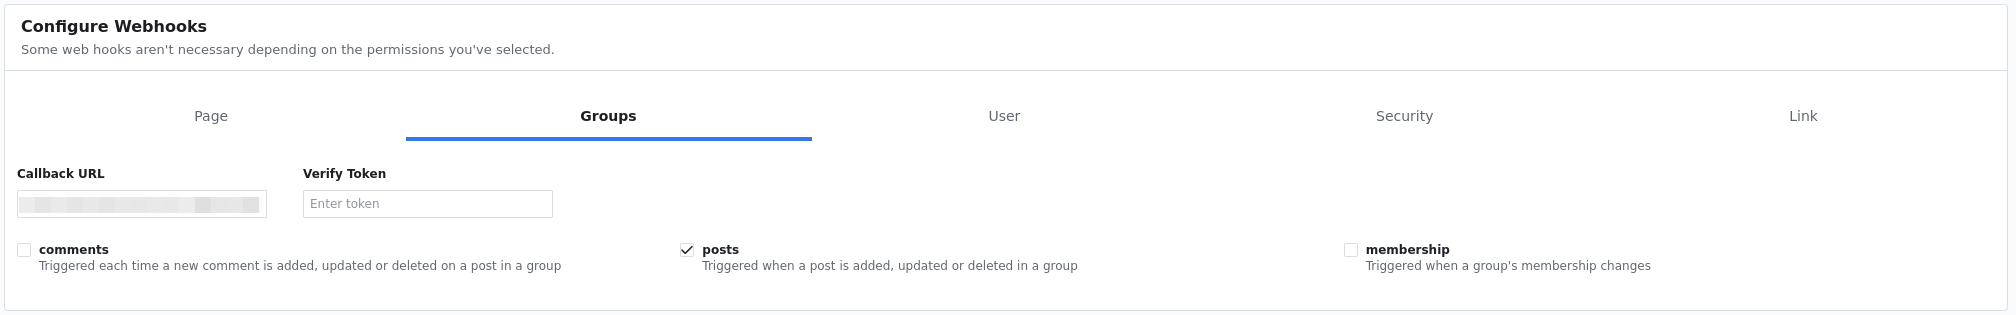 Configure Webhooks
Some web hooks aren't necessary depending on the permissions you've selected.
Page Groups User Security Link
Callback URL Verify Token
Enter token
comments posts membership
Triggered each time a new comment is added, updated or deleted on a post in a group Triggered when a post is added, updated or deleted in a group Triggered when a group's membership changes